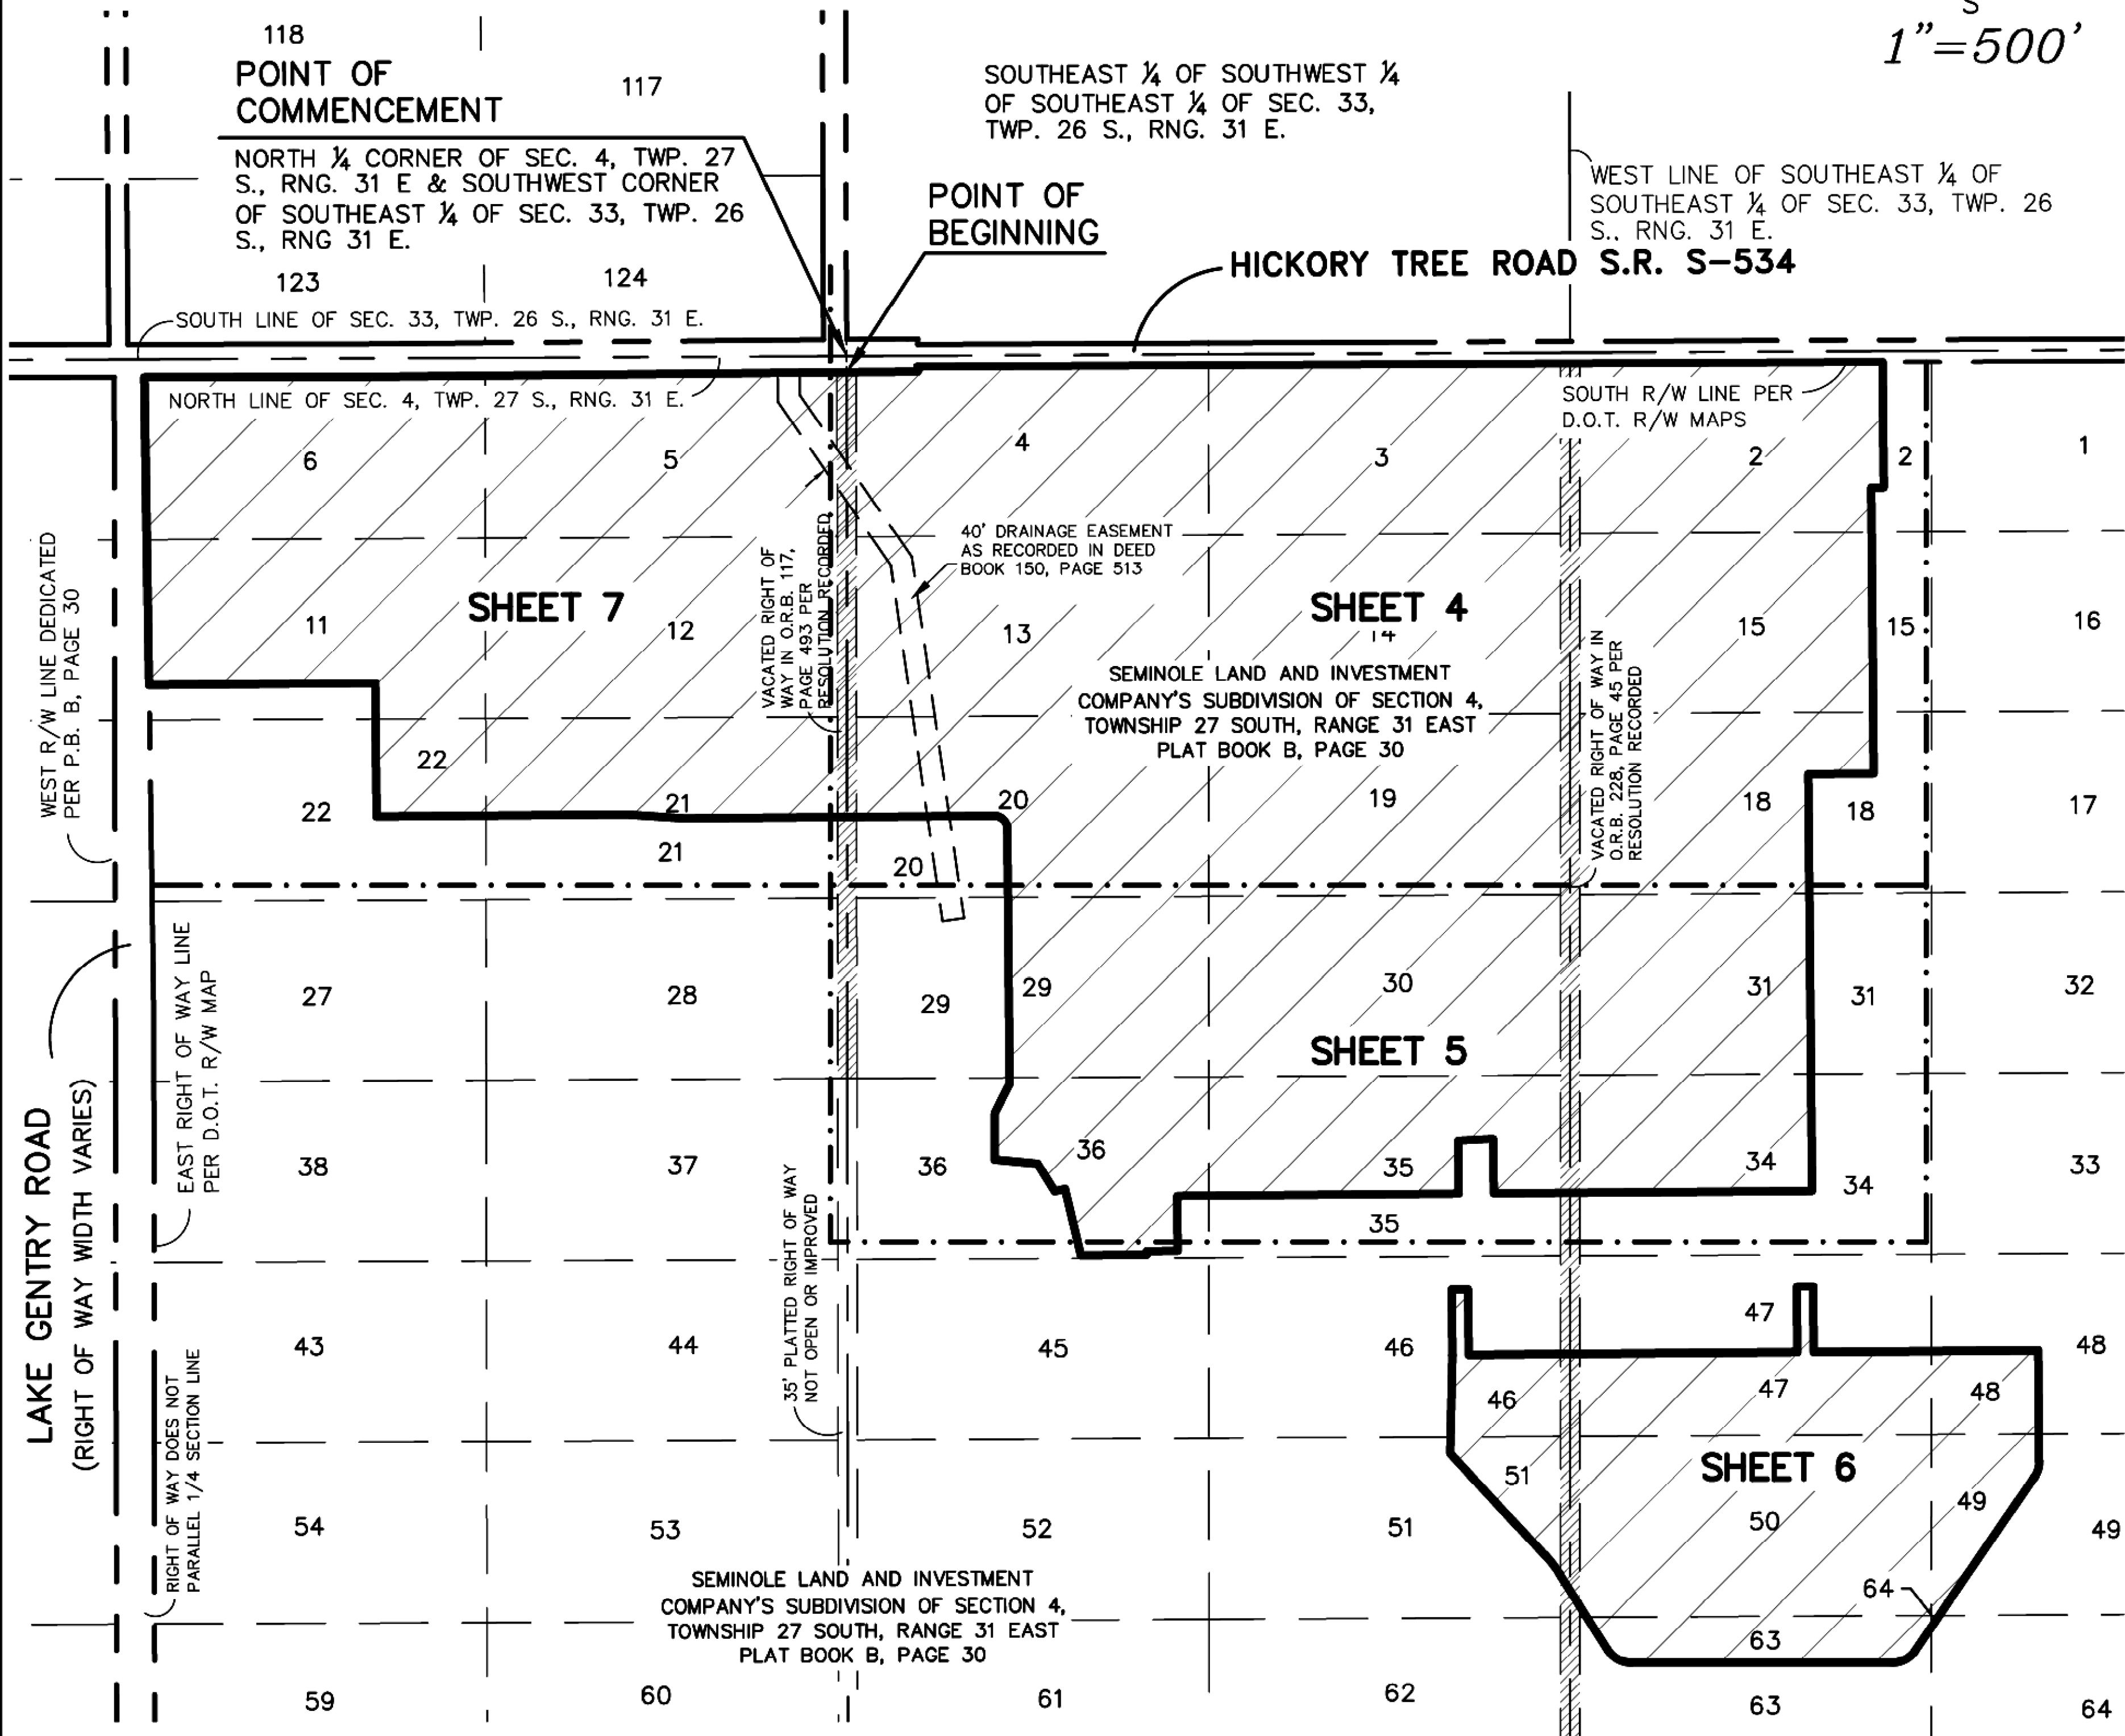 S
1"=500'
118
117
POINT OF
COMMENCEMENT
NORTH ¼ CORNER OF SEC. 4, TWP. 27
S., RNG. 31 E & SOUTHWEST CORNER
OF SOUTHEAST ¼ OF SEC. 33, TWP. 26
S., RNG 31 E.
SOUTHEAST ¼ OF SOUTHWEST ¼
OF SOUTHEAST ¼ OF SEC. 33,
TWP. 26 S., RNG. 31 E.
WEST LINE OF SOUTHEAST ¼ OF
SOUTHEAST ¼ OF SEC. 33, TWP. 26
S., RNG. 31 E.
POINT OF
BEGINNING
HICKORY TREE ROAD S.R. S-534
123
124
SOUTH LINE OF SEC. 33, TWP. 26 S., RNG. 31 E.
NORTH LINE OF SEC. 4, TWP. 27 S., RNG. 31 E.
SOUTH R/W LINE PER
D.O.T. R/W MAPS
6
5
4
3
2
2
1
WEST R/W LINE DEDICATED
PER P.B. B, PAGE 30
VACATED RIGHT OF
WAY IN O.R.B. 117,
PAGE 493 PER
RESOLUTION RECORDED
40' DRAINAGE EASEMENT
AS RECORDED IN DEED
BOOK 150, PAGE 513
SHEET 7
SHEET 4
11
12
13
14
15
15
16
SEMINOLE LAND AND INVESTMENT
COMPANY'S SUBDIVISION OF SECTION 4,
TOWNSHIP 27 SOUTH, RANGE 31 EAST
PLAT BOOK B, PAGE 30
VACATED RIGHT OF WAY IN
O.R.B. 228, PAGE 45 PER
RESOLUTION RECORDED
22
22
21
21
20
20
19
18
18
17
EAST RIGHT OF WAY LINE
PER D.O.T. R/W MAP
27
28
29
29
30
31
31
32
SHEET 5
LAKE GENTRY ROAD
(RIGHT OF WAY WIDTH VARIES)
38
37
36
36
35
35
34
34
33
35' PLATTED RIGHT OF WAY
NOT OPEN OR IMPROVED
43
44
45
46
46
47
47
48
48
RIGHT OF WAY DOES NOT
PARALLEL 1/4 SECTION LINE
SHEET 6
54
53
52
51
51
50
49
49
64
SEMINOLE LAND AND INVESTMENT
COMPANY'S SUBDIVISION OF SECTION 4,
TOWNSHIP 27 SOUTH, RANGE 31 EAST
PLAT BOOK B, PAGE 30
63
59
60
61
62
63
64